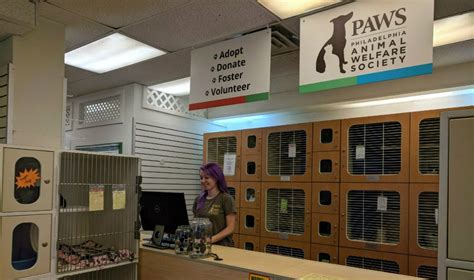 Adopt
Donate
Foster
Volunteer
PAWS
PHILADELPHIA
ANIMAL
WELFARE
SOCIETY